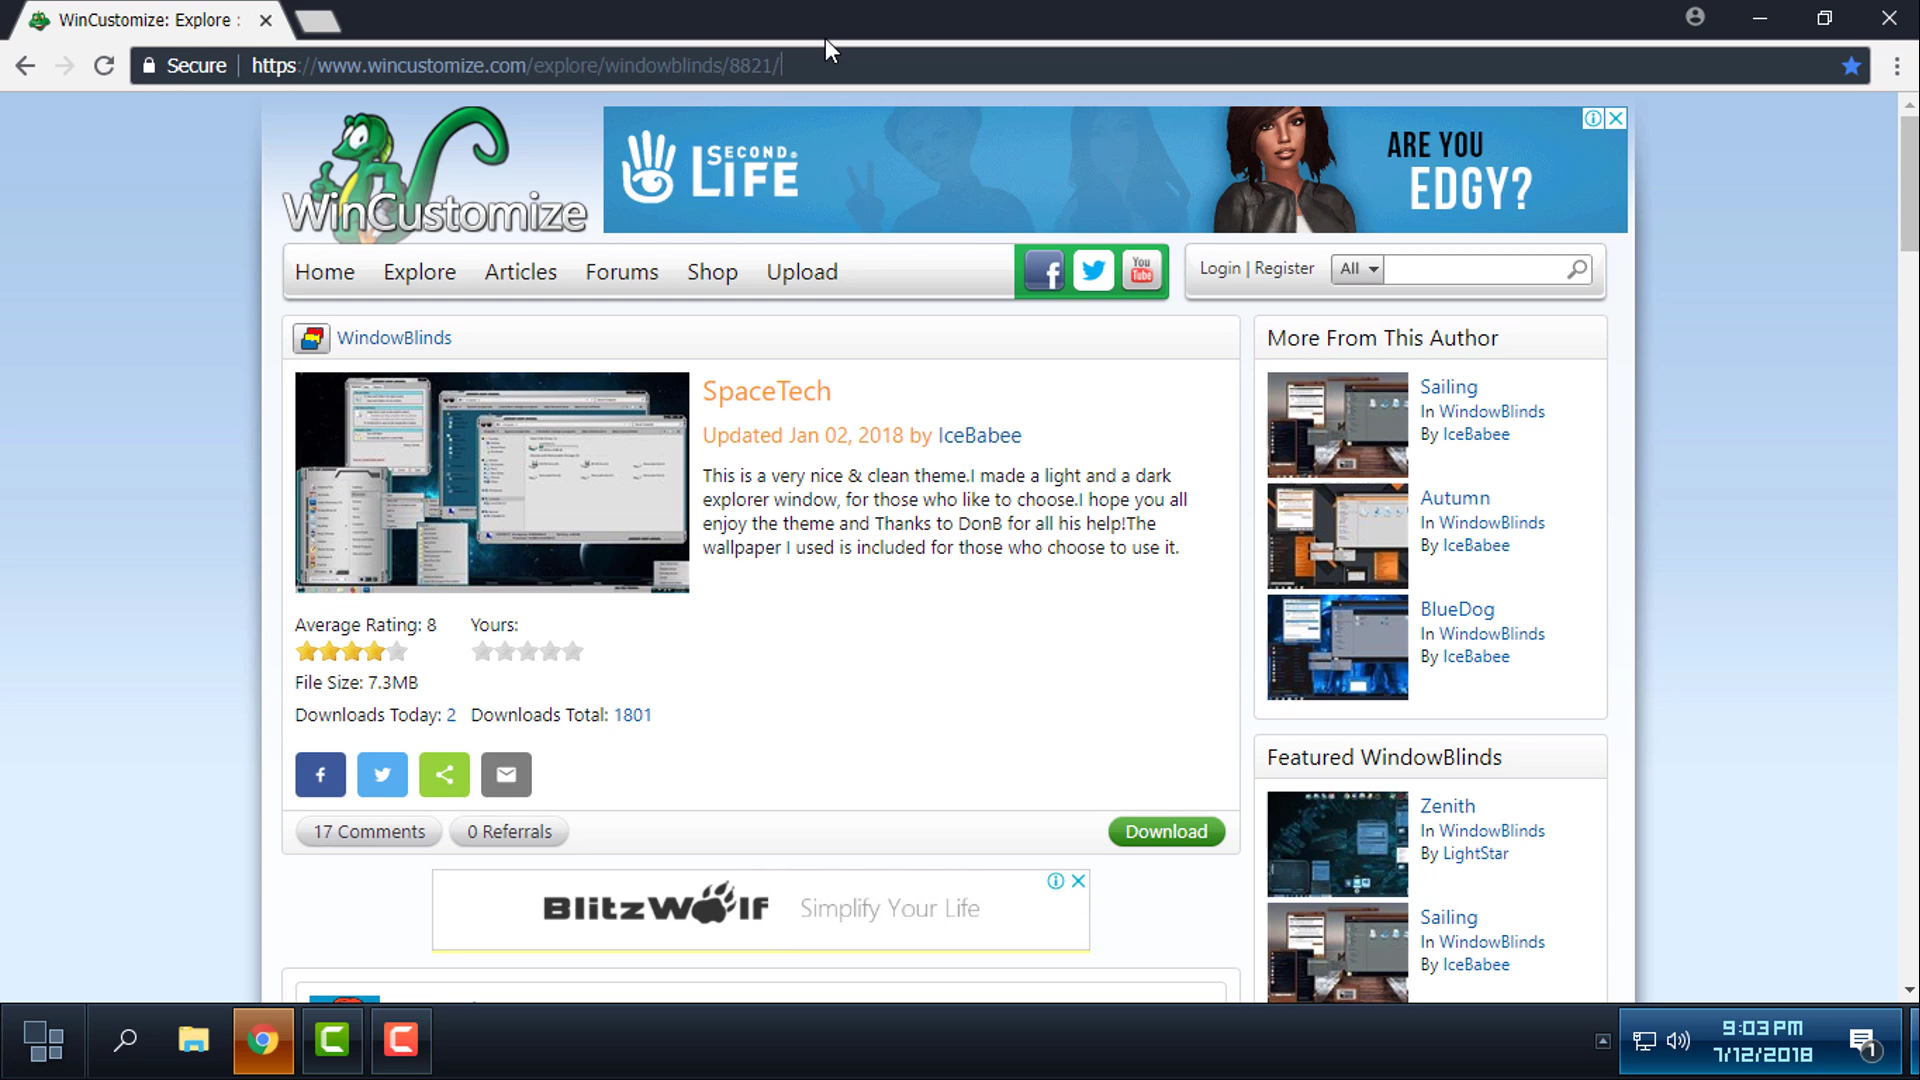 WinCustomize: Explore :
Secure https://www.wincustomize.com/explore/windowblinds/8821/
WinCustomize
SECOND LIFE
ARE YOU
EDGY?
Home Explore Articles Forums Shop Upload
You Tube
Login | Register All
WindowBlinds
SpaceTech
Updated Jan 02, 2018 by IceBabee
This is a very nice & clean theme.I made a light and a dark
explorer window, for those who like to choose.I hope you all
enjoy the theme and Thanks to DonB for all his help!The
wallpaper I used is included for those who choose to use it.
Average Rating: 8 Yours:
File Size: 7.3MB
Downloads Today: 2 Downloads Total: 1801
17 Comments 0 Referrals Download
BlitzWolf Simplify Your Life
More From This Author
Sailing
In WindowBlinds
By IceBabee
Autumn
In WindowBlinds
By IceBabee
BlueDog
In WindowBlinds
By IceBabee
Featured WindowBlinds
Zenith
In WindowBlinds
By LightStar
Sailing
In WindowBlinds
By IceBabee
9:03 PM
7/12/2018
1